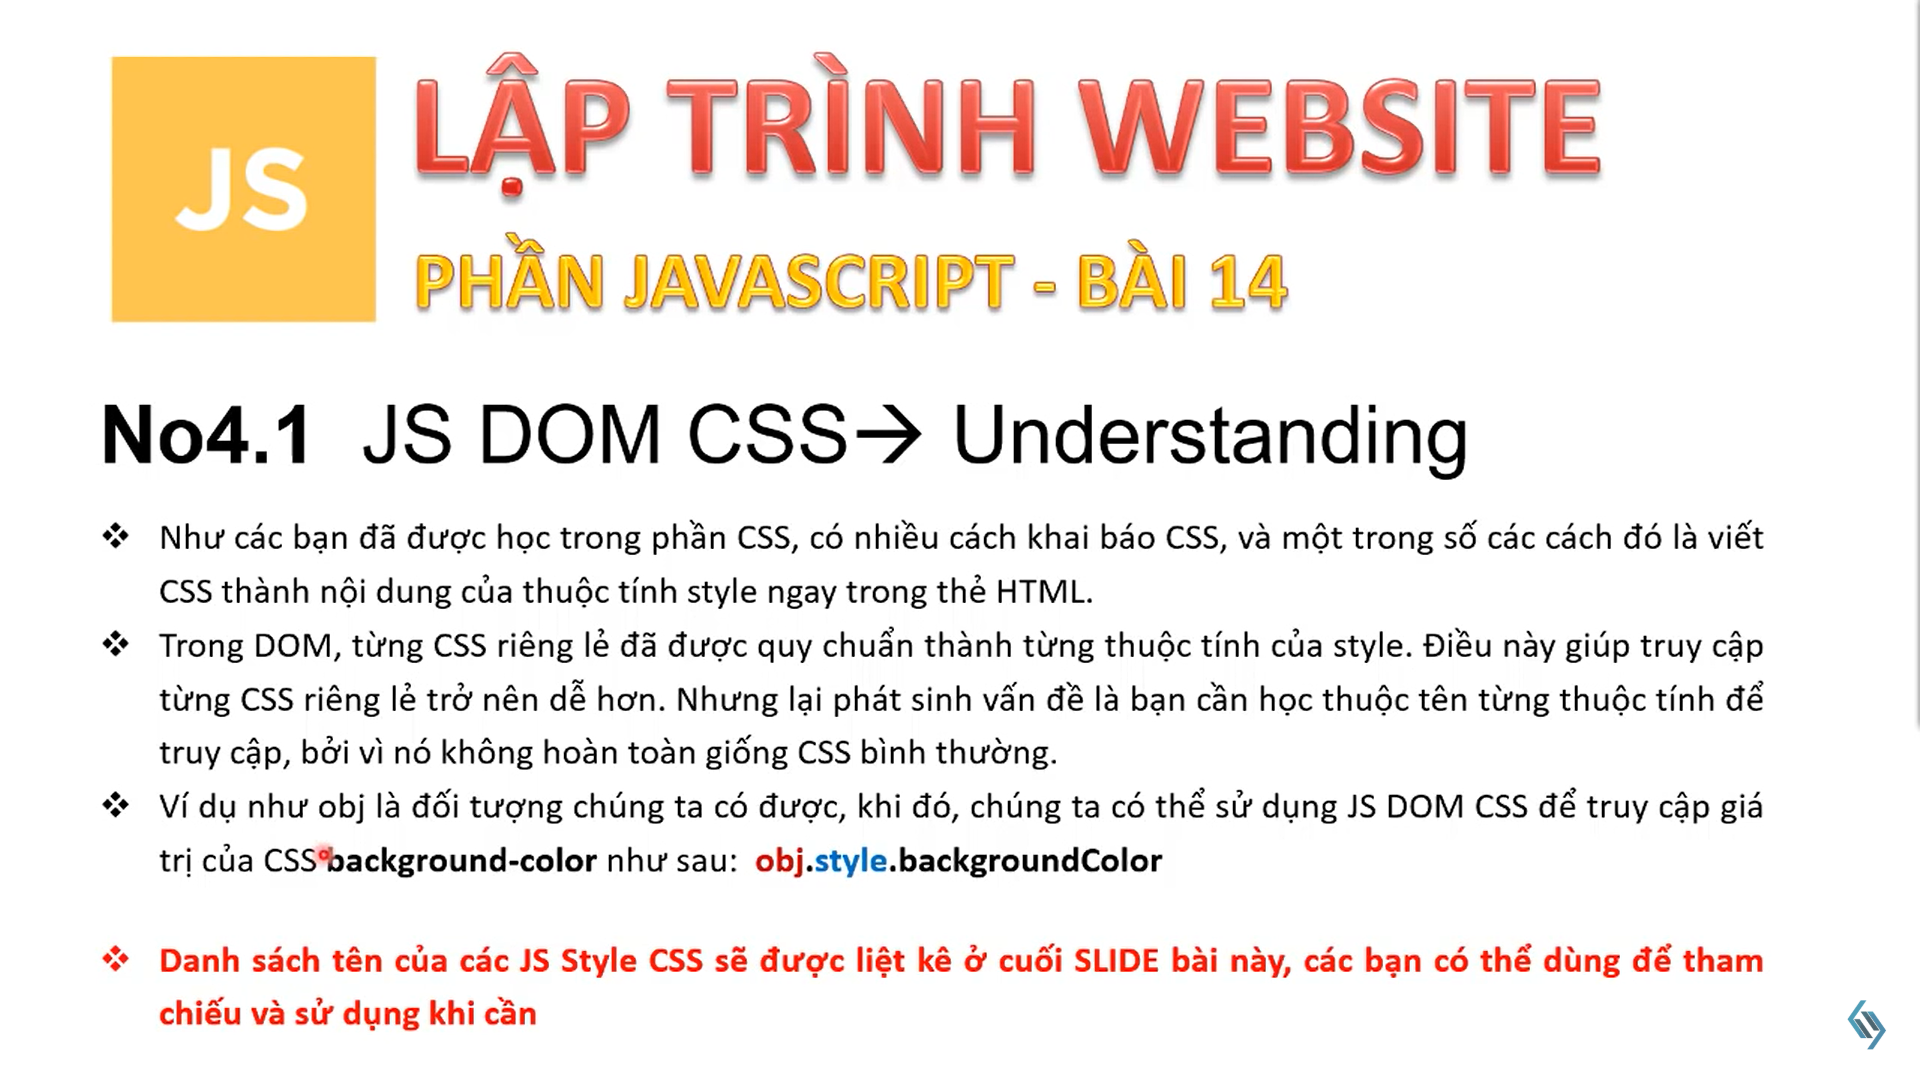 JS
LẬP TRÌNH WEBSITE
PHẦN JAVASCRIPT - BÀI 14
No4.1 JS DOM CSS→ Understanding
❖ Như các bạn đã được học trong phần CSS, có nhiều cách khai báo CSS, và một trong số các cách đó là viết
CSS thành nội dung của thuộc tính style ngay trong thẻ HTML.
❖ Trong DOM, từng CSS riêng lẻ đã được quy chuẩn thành từng thuộc tính của style. Điều này giúp truy cập
từng CSS riêng lẻ trở nên dễ hơn. Nhưng lại phát sinh vấn đề là bạn cần học thuộc tên từng thuộc tính để
truy cập, bởi vì nó không hoàn toàn giống CSS bình thường.
❖ Ví dụ như obj là đối tượng chúng ta có được, khi đó, chúng ta có thể sử dụng JS DOM CSS để truy cập giá
trị của CSS background-color như sau: obj.style.backgroundColor
❖ Danh sách tên của các JS Style CSS sẽ được liệt kê ở cuối SLIDE bài này, các bạn có thể dùng để tham
chiếu và sử dụng khi cần